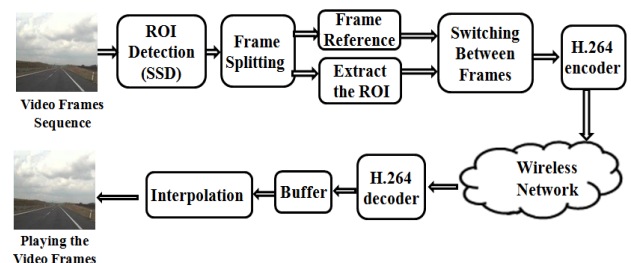 Video Frames
Sequence
ROI
Detection
(SSD)
Frame
Splitting
Frame
Reference
Extract
the ROI
Switching
Between
Frames
H.264
encoder
Wireless
Network
H.264
decoder
Buffer
Interpolation
Playing the
Video Frames